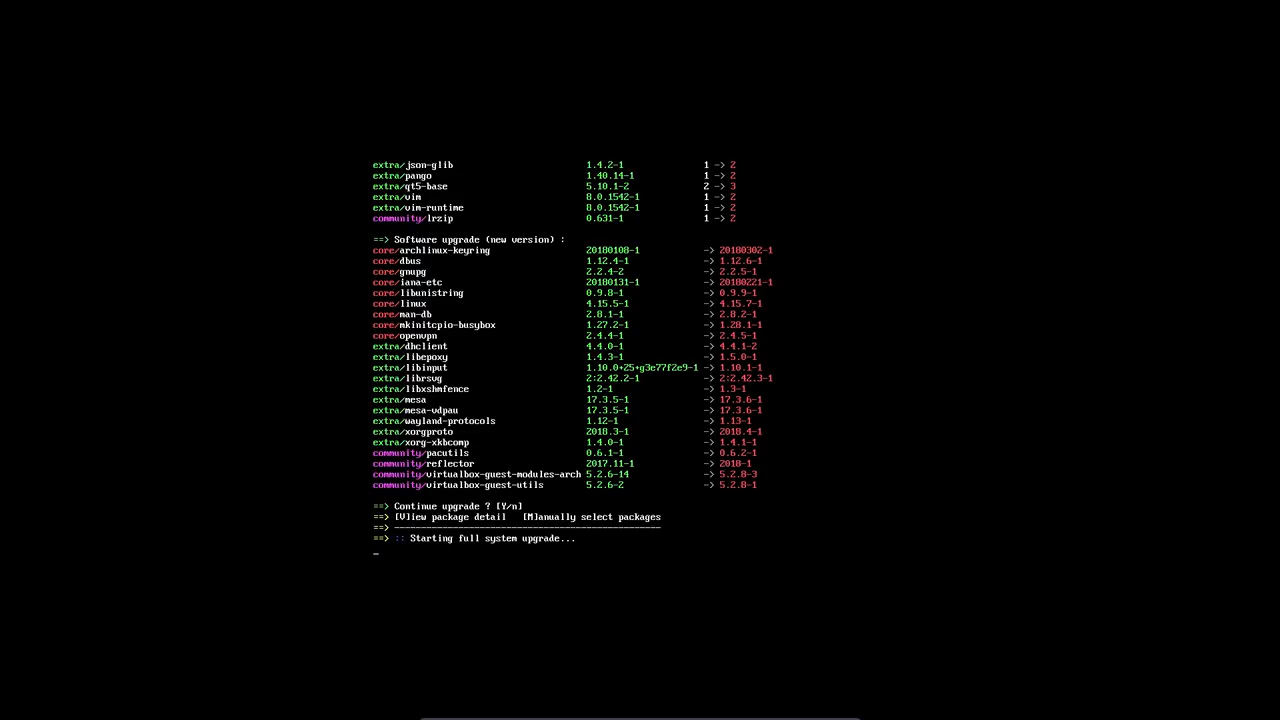 extra/json-glib 1.4.2-1 1 -> 2
extra/pango 1.40.14-1 1 -> 2
extra/qt5-base 5.10.1-2 2 -> 3
extra/vim 8.0.1542-1 1 -> 2
extra/vim-runtime 8.0.1542-1 1 -> 2
community/lrzip 0.631-1 1 -> 2
==> Software upgrade (new version) :
core/archlinux-keyring 20180108-1 -> 20180302-1
core/dbus 1.12.4-1 -> 1.12.6-1
core/gnupg 2.2.4-2 -> 2.2.5-1
core/iana-etc 20180131-1 -> 20180221-1
core/libunistring 0.9.8-1 -> 0.9.9-1
core/linux 4.15.5-1 -> 4.15.7-1
core/man-db 2.8.1-1 -> 2.8.2-1
core/mkinitcpio-busybox 1.27.2-1 -> 1.28.1-1
core/openvpn 2.4.4-1 -> 2.4.5-1
extra/dhclient 4.4.0-1 -> 4.4.1-2
extra/libepoxy 1.4.3-1 -> 1.5.0-1
extra/libinput 1.10.0+25+g3e77f2e9-1 -> 1.10.1-1
extra/librsvg 2:2.42.2-1 -> 2:2.42.3-1
extra/libxshmfence 1.2-1 -> 1.3-1
extra/mesa 17.3.5-1 -> 17.3.6-1
extra/mesa-vdpau 17.3.5-1 -> 17.3.6-1
extra/wayland-protocols 1.12-1 -> 1.13-1
extra/xorgproto 2018.3-1 -> 2018.4-1
extra/xorg-xkbcomp 1.4.0-1 -> 1.4.1-1
community/pacutils 0.6.1-1 -> 0.6.2-1
community/reflector 2017.11-1 -> 2018-1
community/virtualbox-guest-modules-arch 5.2.6-14 -> 5.2.8-3
community/virtualbox-guest-utils 5.2.6-2 -> 5.2.8-1
==> Continue upgrade ? [Y/n]
==> [V]iew package detail [M]anually select packages
==> --------------------------------------------------
==> :: Starting full system upgrade...
_